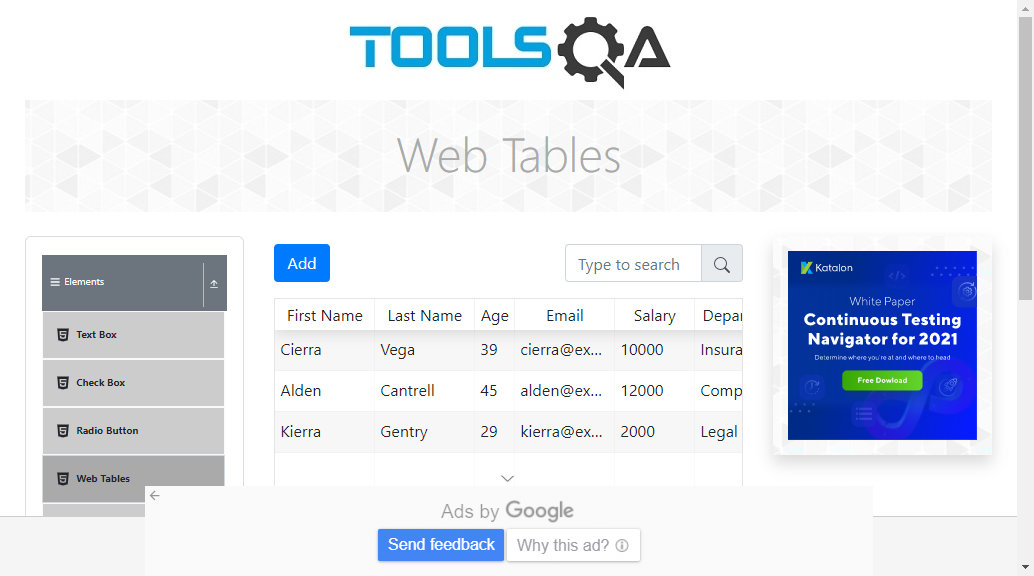 TOOLSQA
Web Tables
Elements
Text Box
Check Box
Radio Button
Web Tables
Add
Type to search
First Name Last Name Age Email Salary Depar
Cierra Vega 39 cierra@ex... 10000 Insura
Alden Cantrell 45 alden@ex... 12000 Comp
Kierra Gentry 29 kierra@ex... 2000 Legal
Katalon
White Paper
Continuous Testing
Navigator for 2021
Determine where you're at and where to head
Free Dowload
Ads by Google
Send feedback
Why this ad?